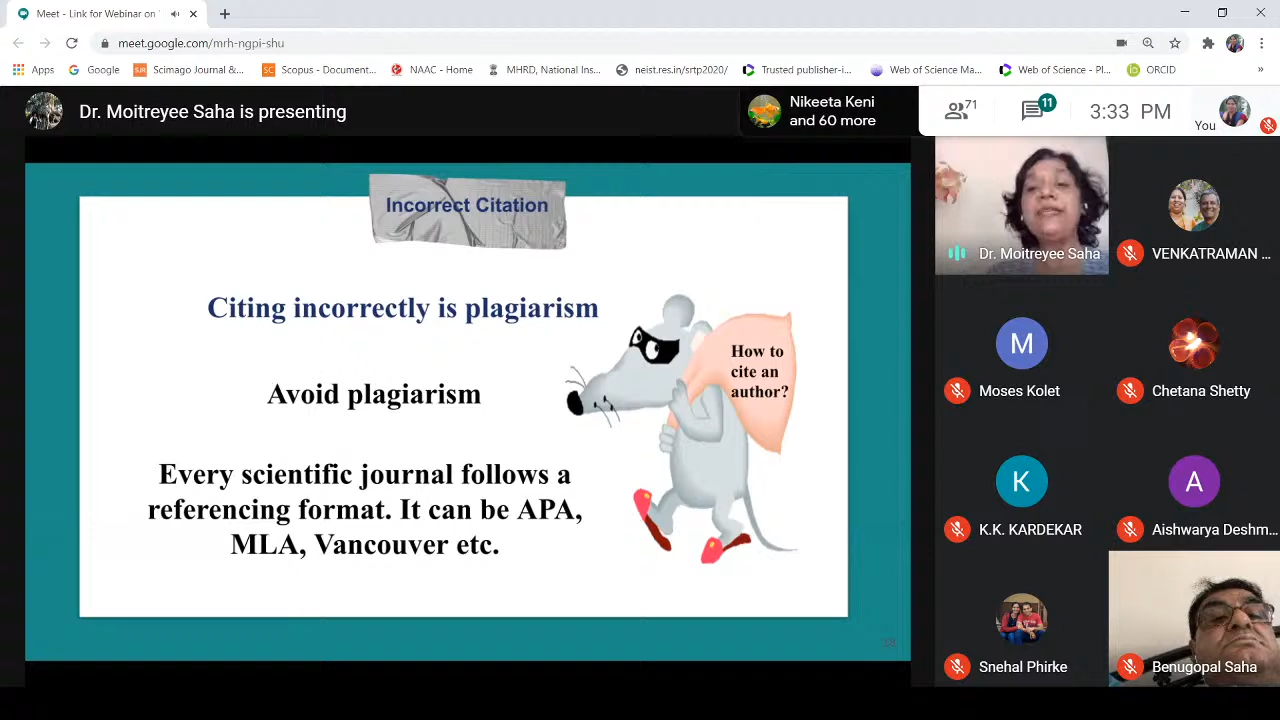 Meet - Link for Webinar on
meet.google.com/mrh-ngpi-shu
Apps
Google
Scimago Journal &...
Scopus - Document...
NAAC - Home
MHRD, National Ins...
neist.res.in/srtp2020/
Trusted publisher-i...
Web of Science Ma...
Web of Science - Pl...
ORCID
»
Dr. Moitreyee Saha is presenting
Nikeeta Keni
and 60 more
71
11
3:33 PM
You
Incorrect Citation
Citing incorrectly is plagiarism
Avoid plagiarism
Every scientific journal follows a
referencing format. It can be APA,
MLA, Vancouver etc.
How to
cite an
author?
Dr. Moitreyee Saha
VENKATRAMAN ...
M
Moses Kolet
Chetana Shetty
K
K.K. KARDEKAR
A
Aishwarya Deshm...
Snehal Phirke
Benugopal Saha